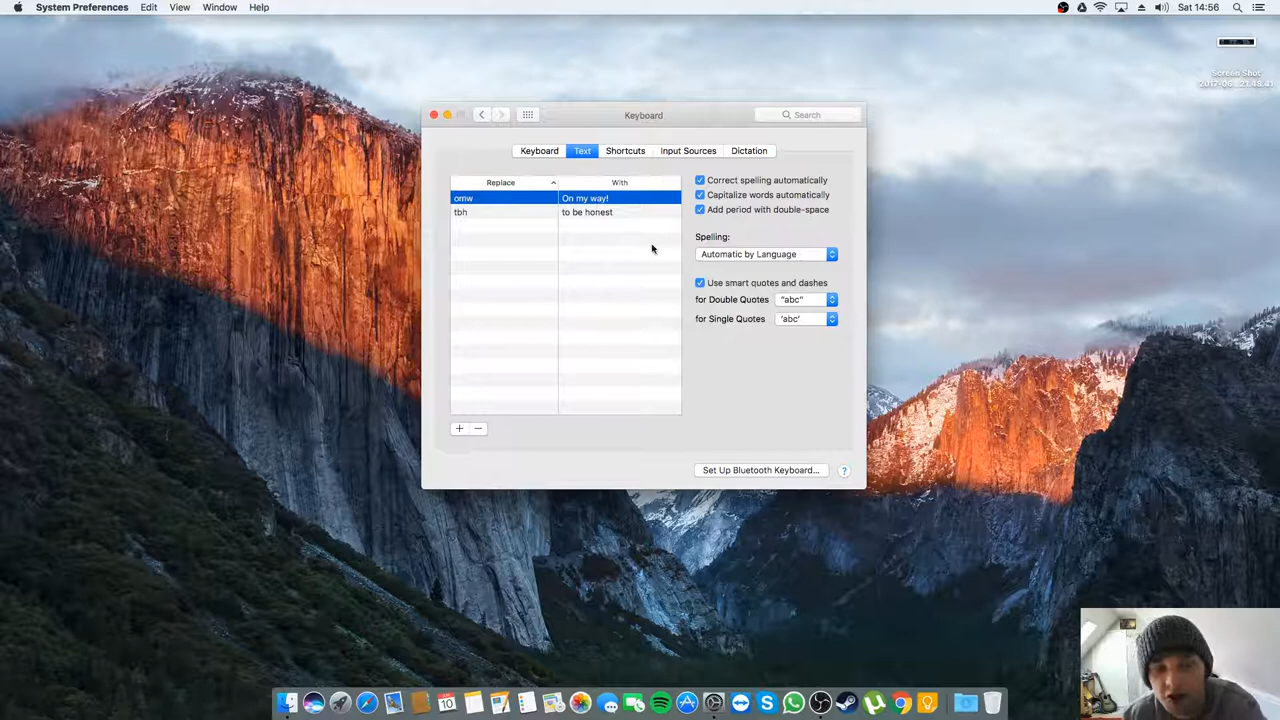 System Preferences Edit View Window Help Sat 14:56
Screen Shot
Keyboard Search
Keyboard Text Shortcuts Input Sources Dictation
Replace With
omw On my way!
tbh to be honest
Correct spelling automatically
Capitalize words automatically
Add period with double-space
Spelling:
Automatic by Language
Use smart quotes and dashes
for Double Quotes “abc”
for Single Quotes ‘abc’
+ −
Set Up Bluetooth Keyboard... ?
10